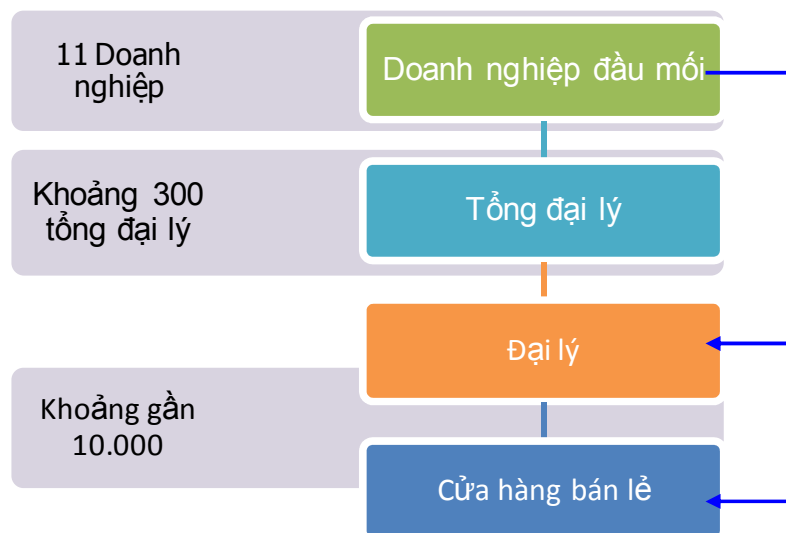 11 Doanh
nghiệp
Doanh nghiệp đầu mối
Khoảng 300
tổng đại lý
Tổng đại lý
Đại lý
Khoảng gần
10.000
Cửa hàng bán lẻ